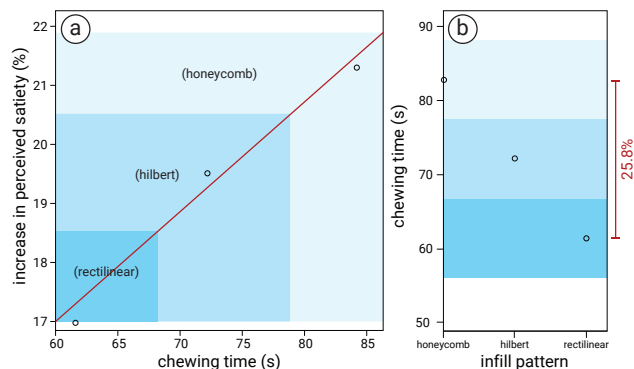 a
increase in perceived satiety (%)
22
21
20
19
18
17
(honeycomb)
(hilbert)
(rectilinear)
60 65 70 75 80 85
chewing time (s)
b
chewing time (s)
90
80
70
60
50
25.8%
honeycomb hilbert rectilinear
infill pattern